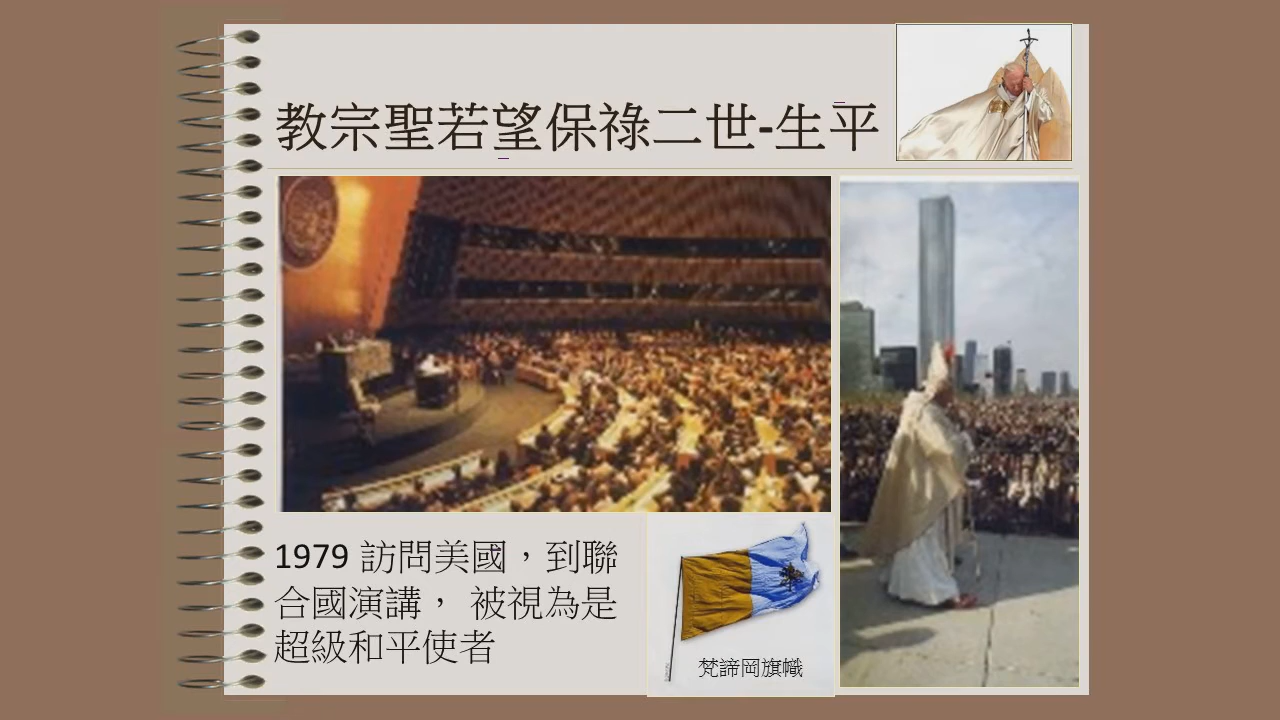 教宗聖若望保祿二世-生平
1979 訪問美國，到聯
合國演講， 被視為是
超級和平使者
梵諦岡旗幟